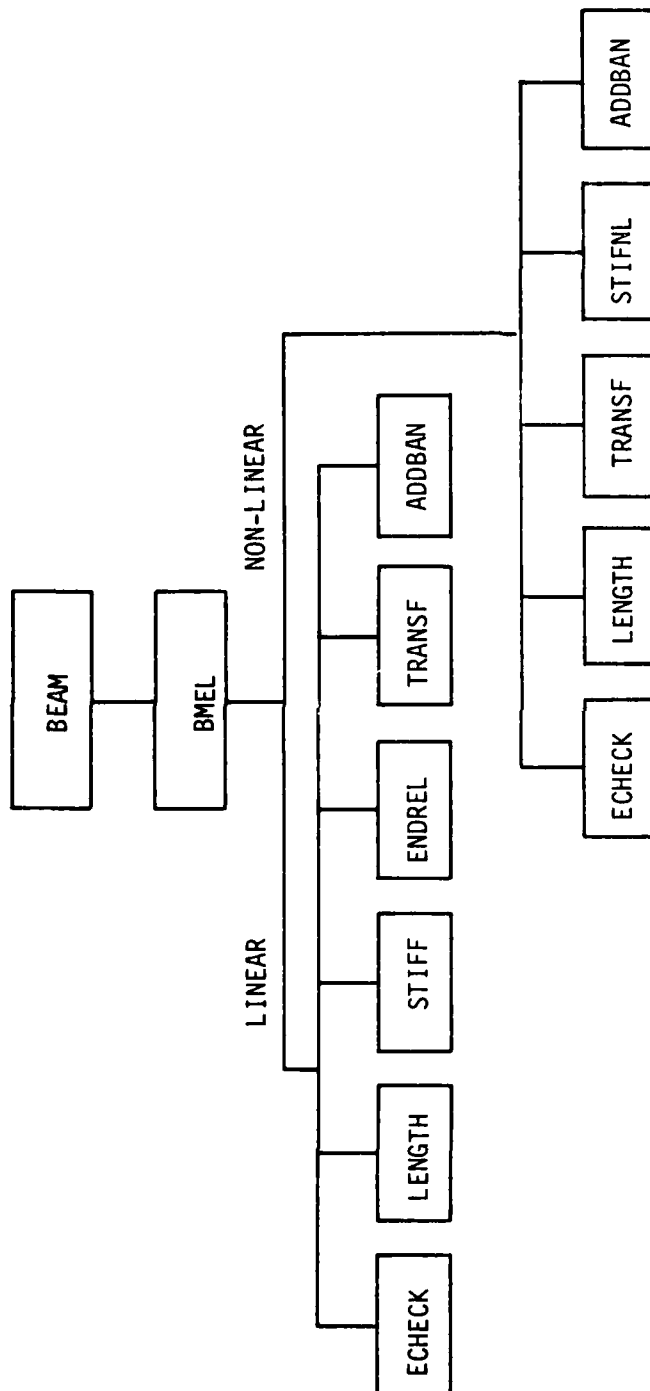 BEAM
BMEL
LINEAR
NON-LINEAR
ECHECK
LENGTH
STIFF
ENDREL
TRANSF
ADDBAN
ECHECK
LENGTH
TRANSF
STIFNL
ADDBAN